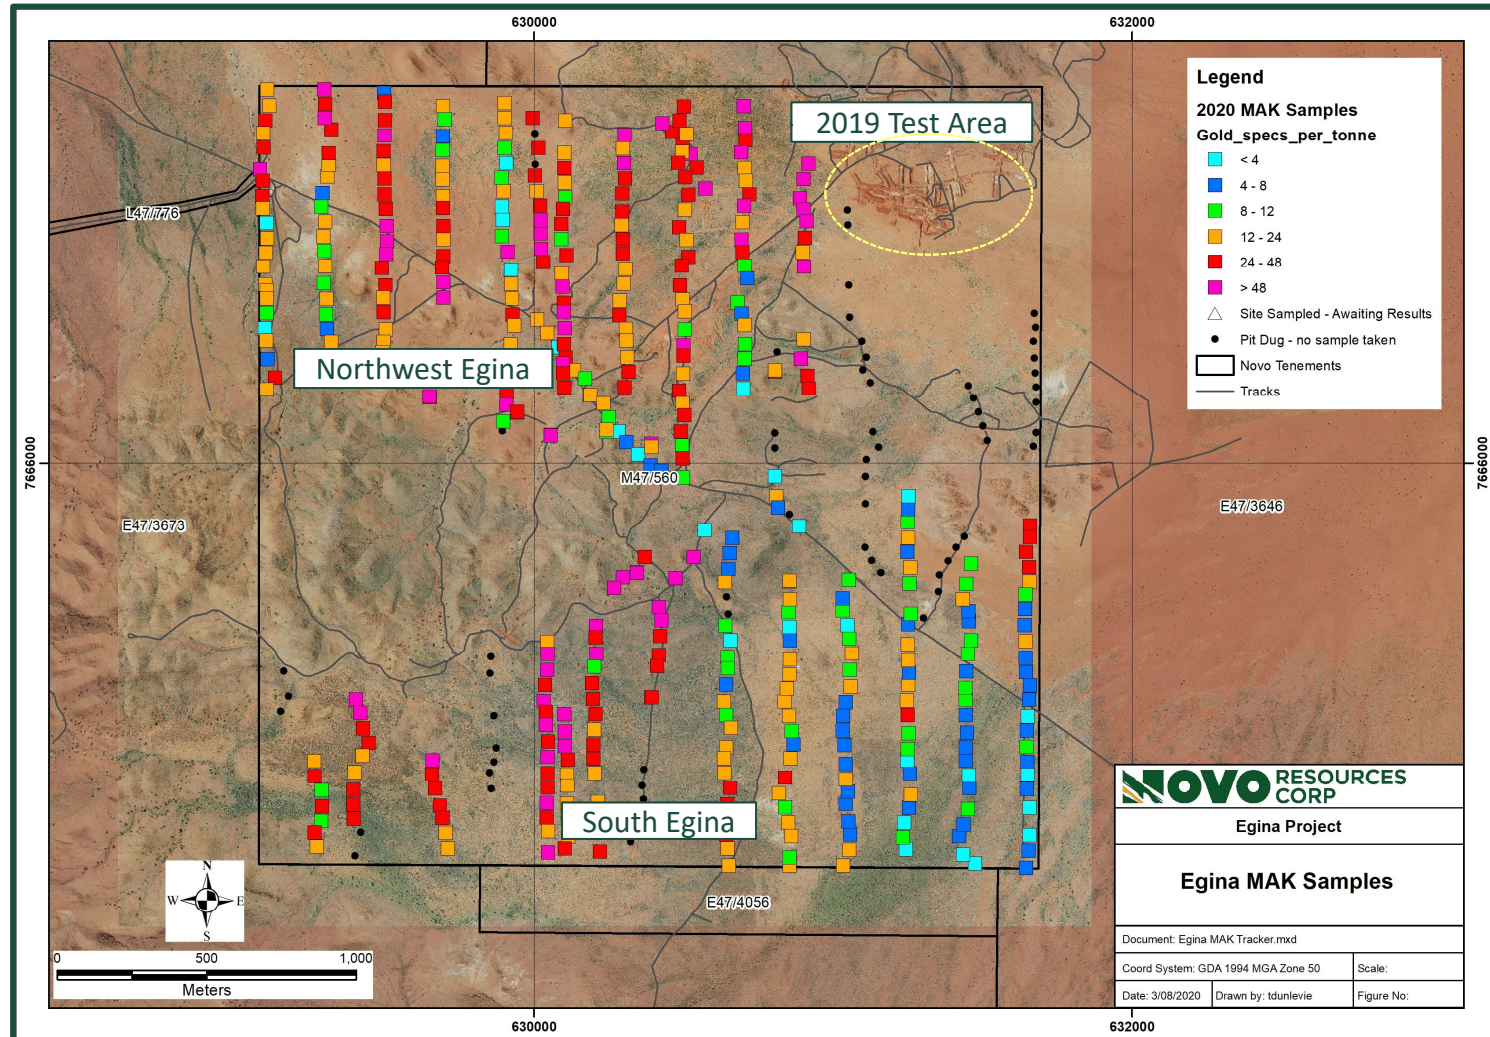 630000
632000
7666000
7666000
630000
632000
2019 Test Area
Northwest Egina
South Egina
L47/776
M47/560
E47/3673
E47/3646
E47/4056
Legend
2020 MAK Samples
Gold_specs_per_tonne
< 4
4 - 8
8 - 12
12 - 24
24 - 48
> 48
Site Sampled - Awaiting Results
Pit Dug - no sample taken
Novo Tenements
Tracks
N
W E
S
0 500 1,000
Meters
NOVO RESOURCES CORP
Egina Project
Egina MAK Samples
Document: Egina MAK Tracker.mxd
Coord System: GDA 1994 MGA Zone 50 Scale:
Date: 3/08/2020 Drawn by: tdunlevie Figure No: